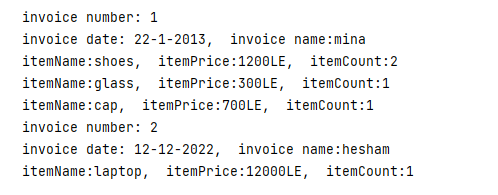 invoice number: 1
invoice date: 22-1-2013,  invoice name:mina
itemName:shoes,  itemPrice:1200LE,  itemCount:2
itemName:glass,  itemPrice:300LE,  itemCount:1
itemName:cap,  itemPrice:700LE,  itemCount:1
invoice number: 2
invoice date: 12-12-2022,  invoice name:hesham
itemName:laptop,  itemPrice:12000LE,  itemCount:1